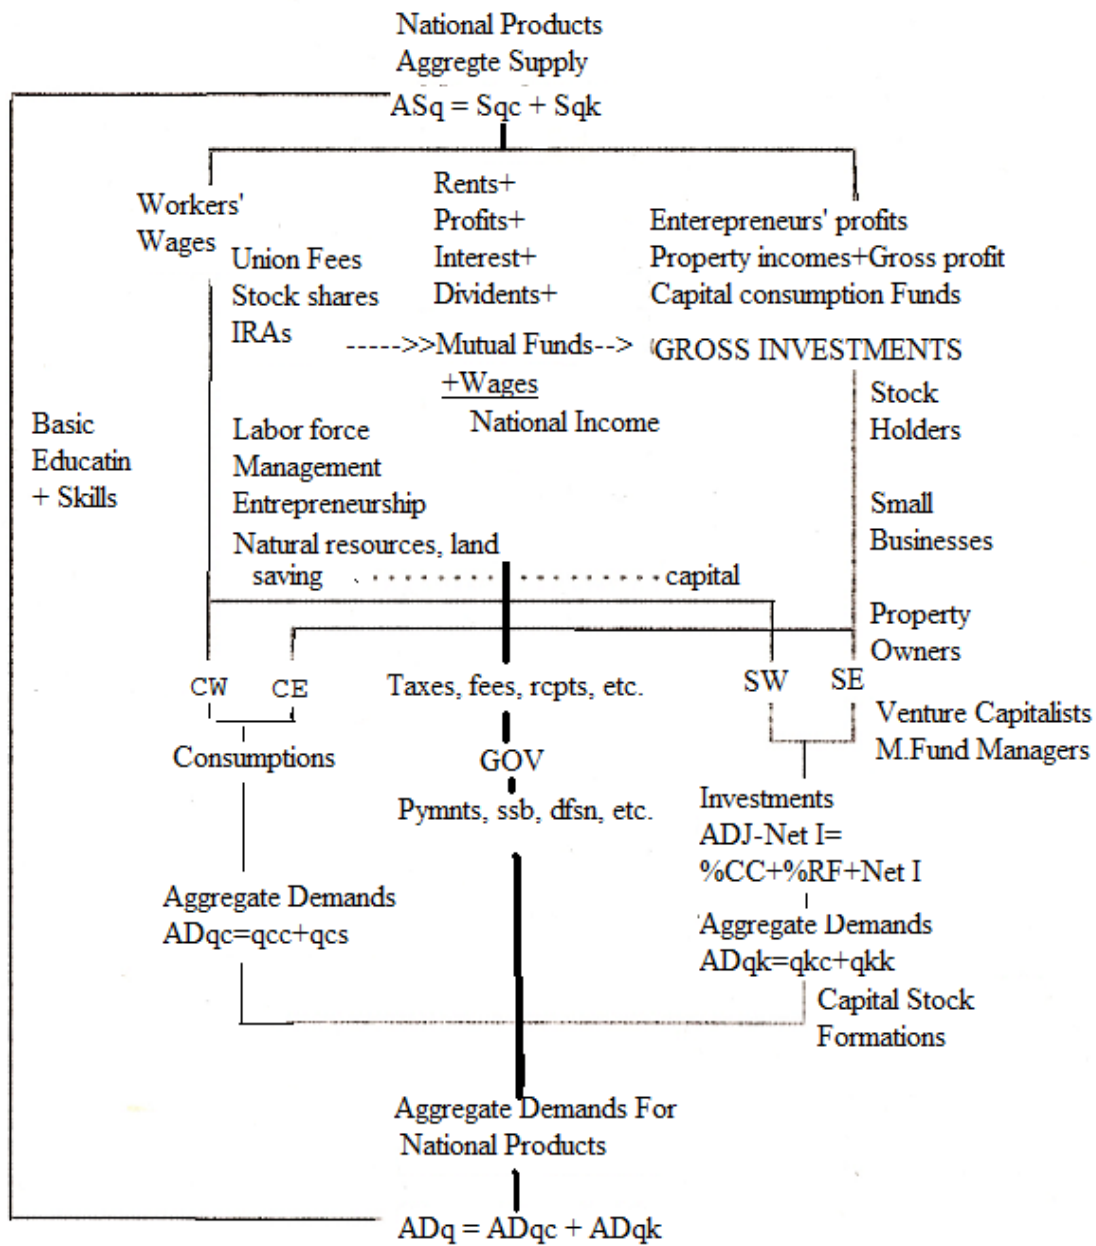 National Products
Aggregte Supply
ASq = Sqc + Sqk
Workers'
Wages
Union Fees
Stock shares
IRAs
Rents+
Profits+
Interest+
Dividents+
Enterepreneurs' profits
Property incomes+Gross profit
Capital consumption Funds
----->>Mutual Funds--> GROSS INVESTMENTS
+Wages
National Income
Stock
Holders
Basic
Educatin
+ Skills
Labor force
Management
Entrepreneurship
Natural resources, land
Small
Businesses
saving ............... capital
Property
Owners
CW CE Taxes, fees, rcpts, etc. SW SE
Venture Capitalists
M.Fund Managers
Consumptions
GOV
Pymnts, ssb, dfsn, etc.
Investments
ADJ-Net I=
%CC+%RF+Net I
Aggregate Demands
ADqc=qcc+qcs
Aggregate Demands
ADqk=qkc+qkk
Capital Stock
Formations
Aggregate Demands For
National Products
ADq = ADqc + ADqk